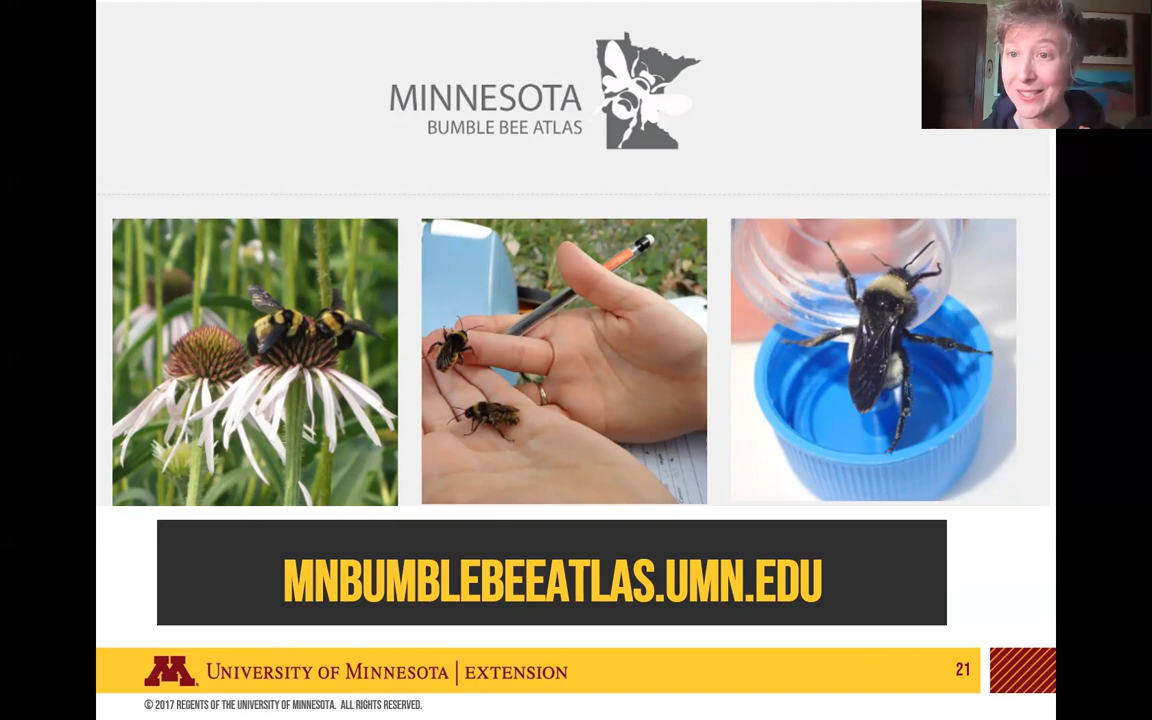 MINNESOTA
BUMBLE BEE ATLAS
MNBUMBLEBEEATLAS.UMN.EDU
UNIVERSITY OF MINNESOTA | EXTENSION
21
© 2017 REGENTS OF THE UNIVERSITY OF MINNESOTA. ALL RIGHTS RESERVED.